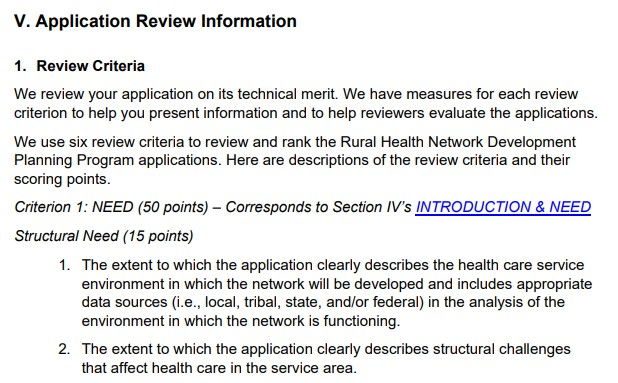 V. Application Review Information
1. Review Criteria
We review your application on its technical merit. We have measures for each review
criterion to help you present information and to help reviewers evaluate the applications.
We use six review criteria to review and rank the Rural Health Network Development
Planning Program applications. Here are descriptions of the review criteria and their
scoring points.
Criterion 1: NEED (50 points) – Corresponds to Section IV's INTRODUCTION & NEED
Structural Need (15 points)
1. The extent to which the application clearly describes the health care service
environment in which the network will be developed and includes appropriate
data sources (i.e., local, tribal, state, and/or federal) in the analysis of the
environment in which the network is functioning.
2. The extent to which the application clearly describes structural challenges
that affect health care in the service area.